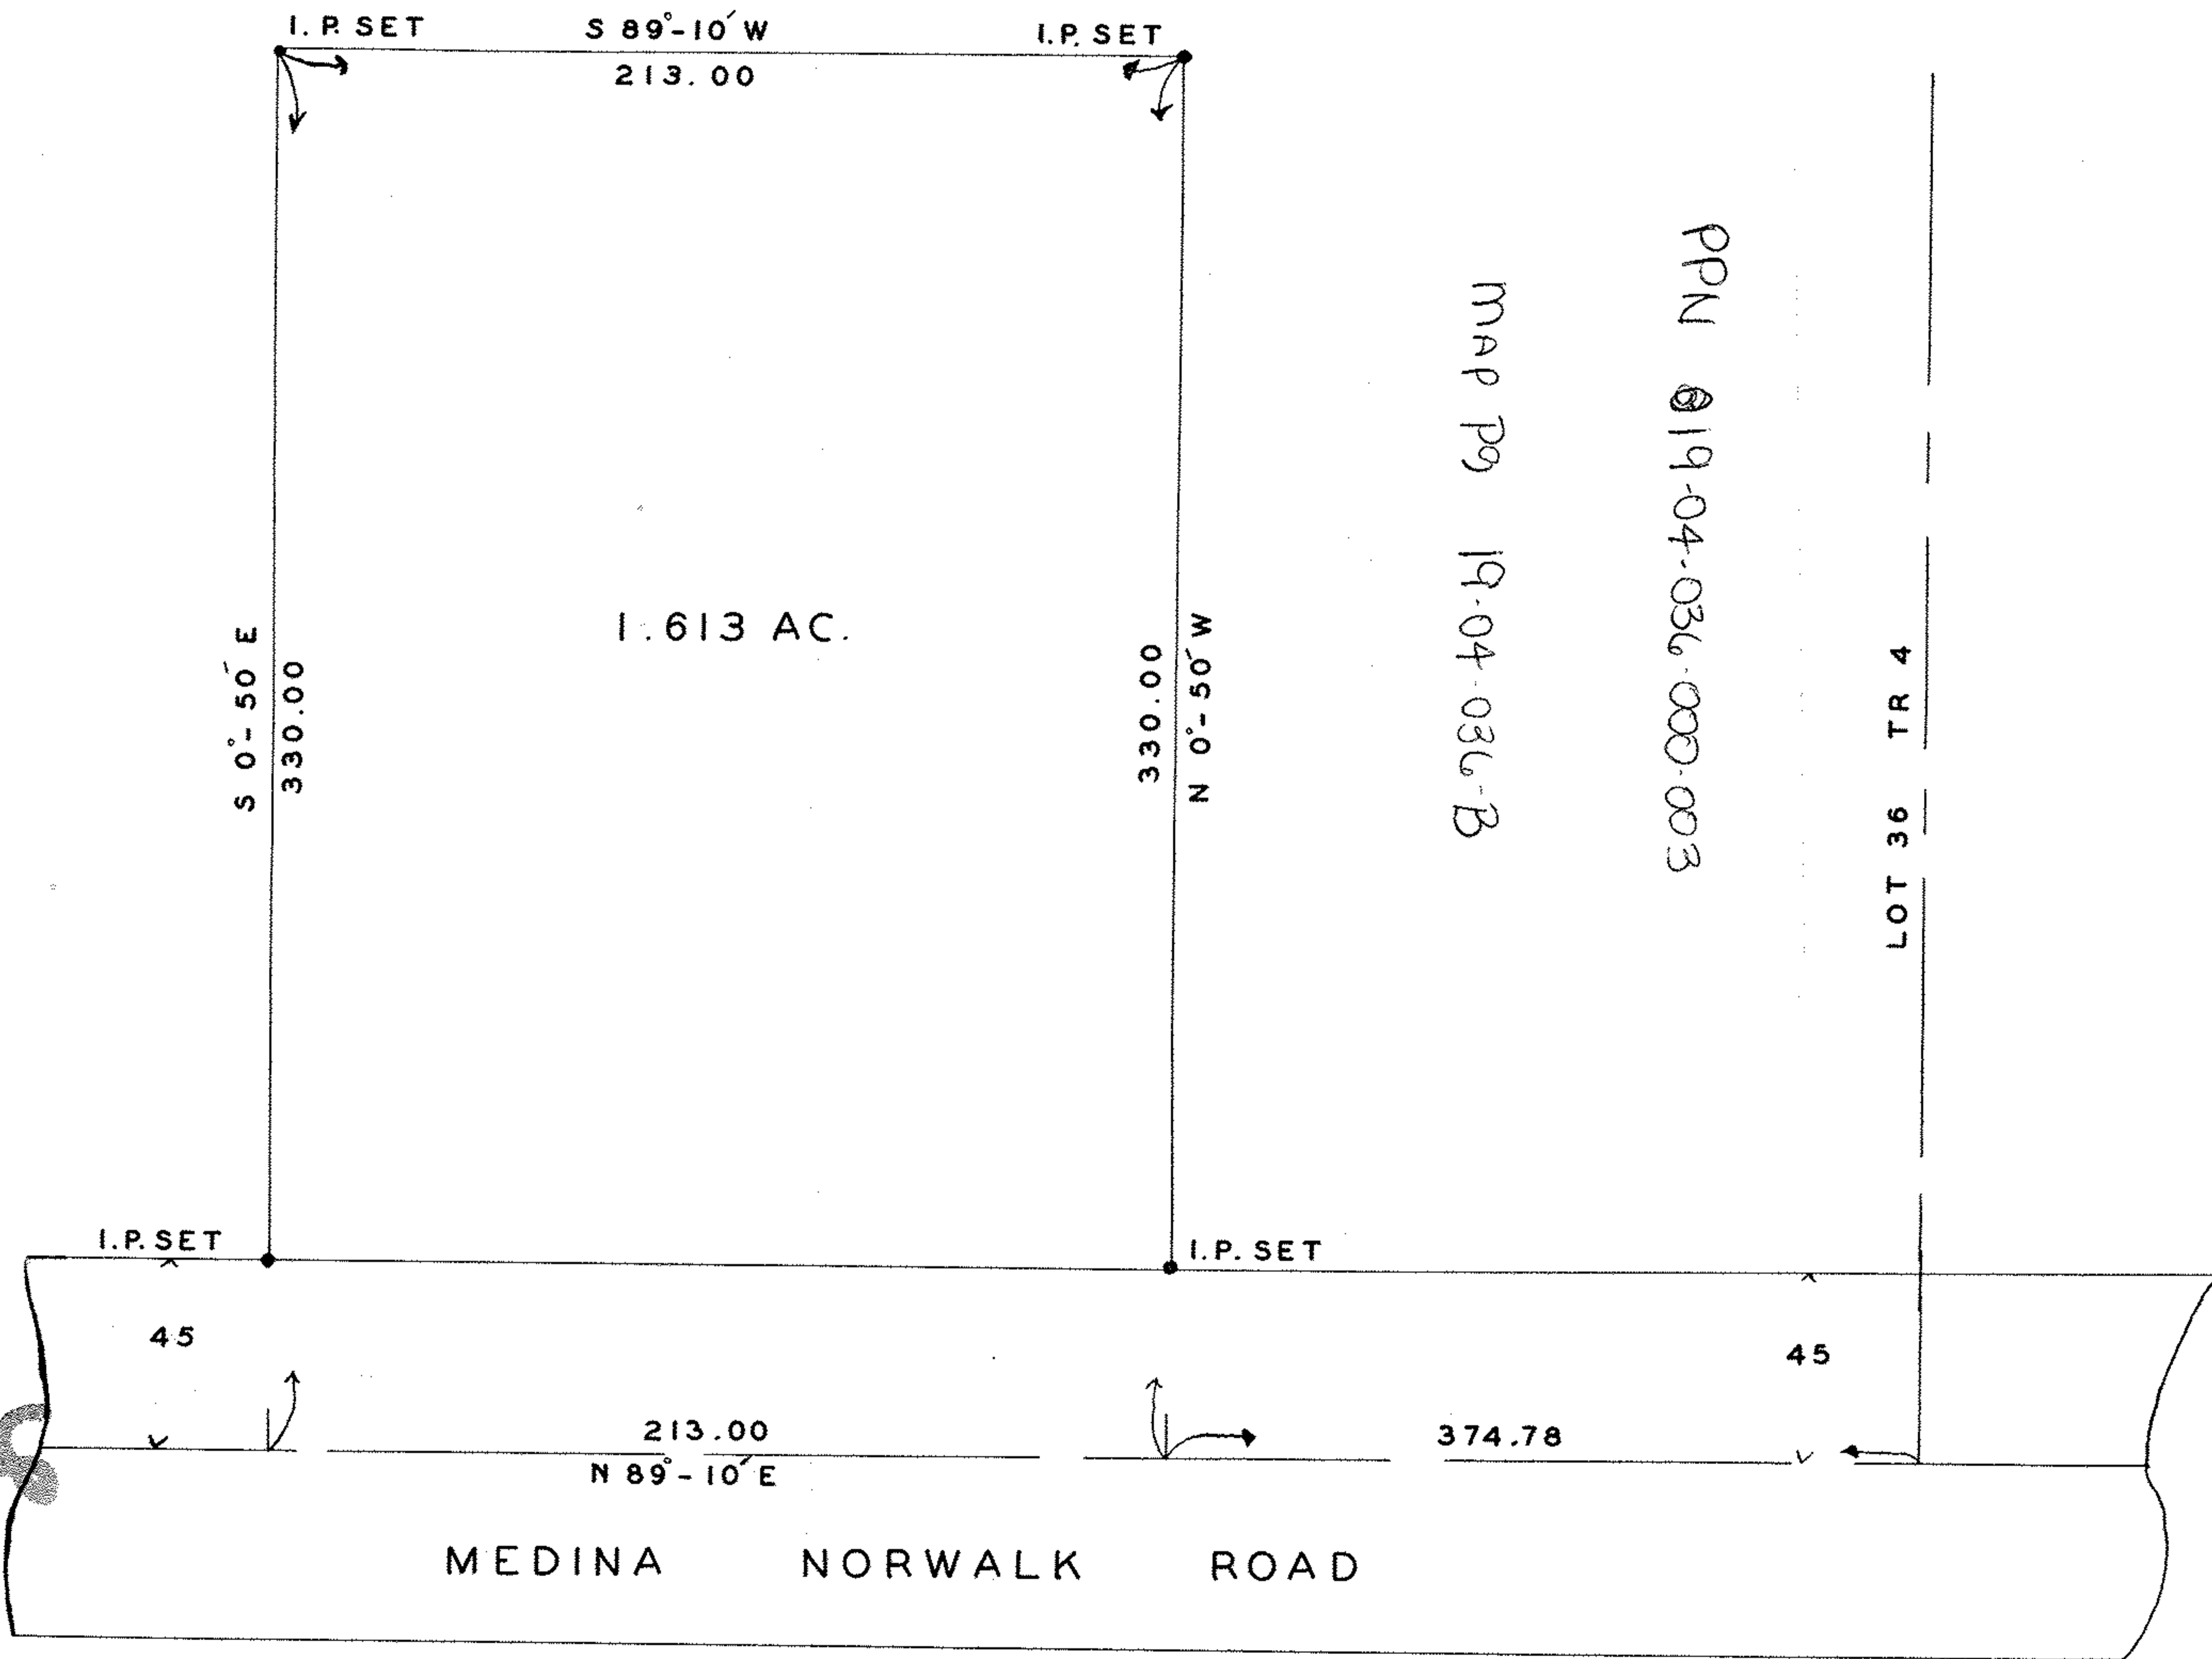 I. P. SET
S 89°-10′ W
I.P. SET
213.00
PPN 19-04-036-000-003
MAP Pg 19-04-036-B
1.613 AC.
S 0°-50′ E
330.00
330.00
N 0°-50′ W
LOT 36 TR 4
I.P. SET
I.P. SET
45
45
213.00
374.78
N 89°-10′ E
MEDINA NORWALK ROAD